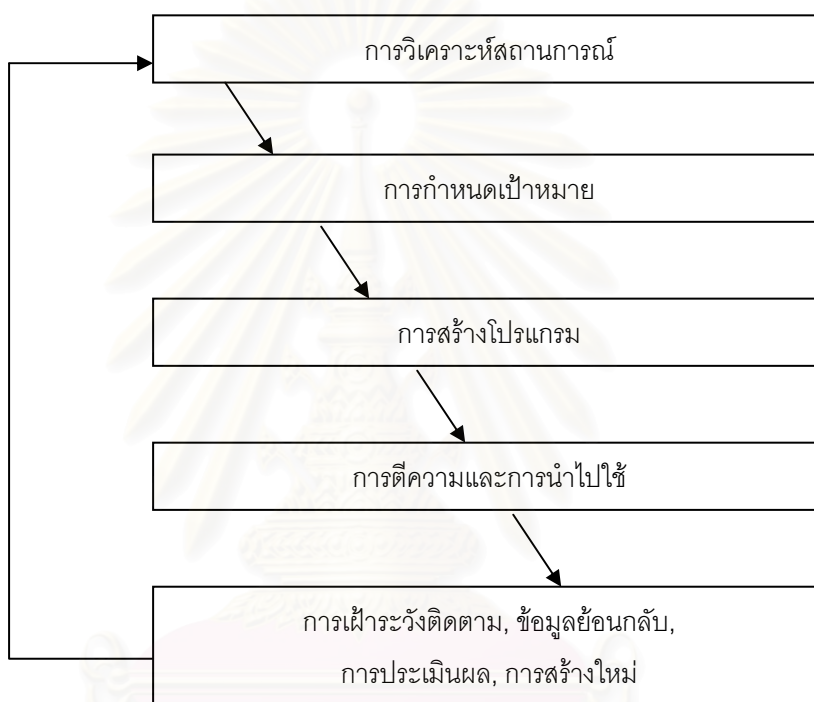 การวิเคราะห์สถานการณ์
การกำหนดเป้าหมาย
การสร้างโปรแกรม
การตีความและการนำไปใช้
การเฝ้าระวังติดตาม, ข้อมูลย้อนกลับ,
การประเมินผล, การสร้างใหม่